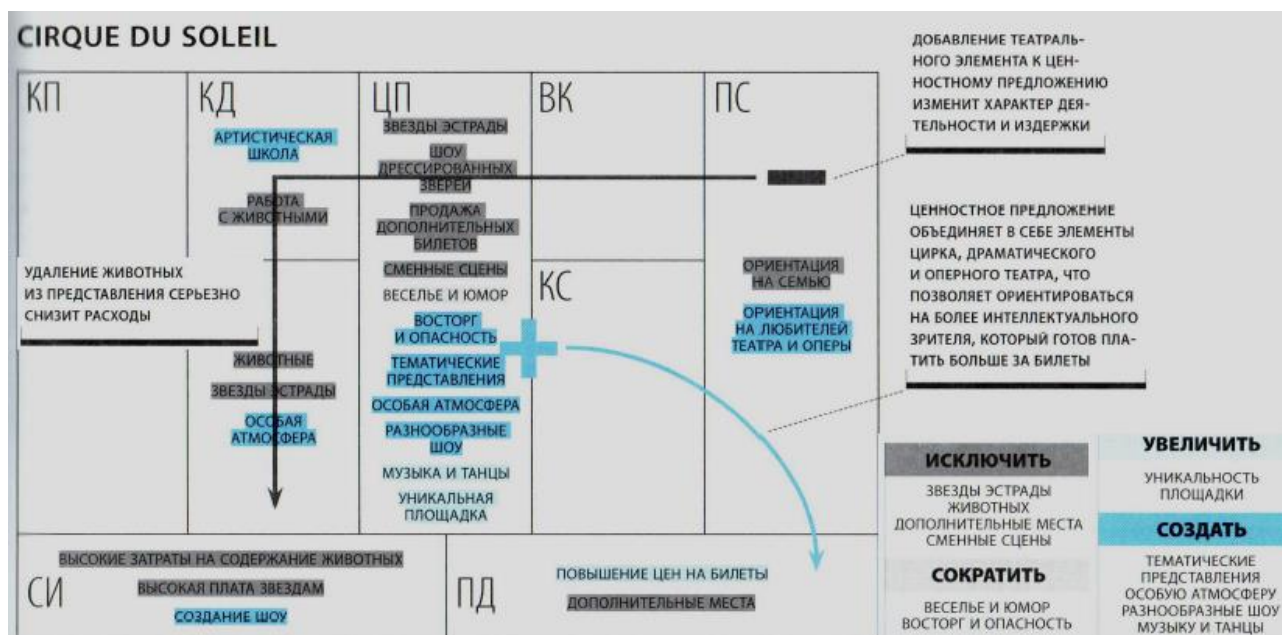 CIRQUE DU SOLEIL
КП
КД
АРТИСТИЧЕСКАЯ
ШКОЛА
РАБОТА
С ЖИВОТНЫМИ
УДАЛЕНИЕ ЖИВОТНЫХ
ИЗ ПРЕДСТАВЛЕНИЯ СЕРЬЕЗНО
СНИЗИТ РАСХОДЫ
ЖИВОТНЫЕ
ЗВЕЗДЫ ЭСТРАДЫ
ОСОБАЯ
АТМОСФЕРА
ЦП
ЗВЕЗДЫ ЭСТРАДЫ
ШОУ
ДРЕССИРОВАННЫХ
ЗВЕРЕЙ
ПРОДАЖА
ДОПОЛНИТЕЛЬНЫХ
БИЛЕТОВ
СМЕННЫЕ СЦЕНЫ
ВЕСЕЛЬЕ И ЮМОР
ВОСТОРГ
И ОПАСНОСТЬ
ТЕМАТИЧЕСКИЕ
ПРЕДСТАВЛЕНИЯ
ОСОБАЯ АТМОСФЕРА
РАЗНООБРАЗНЫЕ
ШОУ
МУЗЫКА И ТАНЦЫ
УНИКАЛЬНАЯ
ПЛОЩАДКА
ВК
КС
ПС
ОРИЕНТАЦИЯ
НА СЕМЬЮ
ОРИЕНТАЦИЯ
НА ЛЮБИТЕЛЕЙ
ТЕАТРА И ОПЕРЫ
СИ
ВЫСОКИЕ ЗАТРАТЫ НА СОДЕРЖАНИЕ ЖИВОТНЫХ
ВЫСОКАЯ ПЛАТА ЗВЕЗДАМ
СОЗДАНИЕ ШОУ
ПД
ПОВЫШЕНИЕ ЦЕН НА БИЛЕТЫ
ДОПОЛНИТЕЛЬНЫЕ МЕСТА
ДОБАВЛЕНИЕ ТЕАТРАЛЬ-
НОГО ЭЛЕМЕНТА К ЦЕН-
НОСТНОМУ ПРЕДЛОЖЕНИЮ
ИЗМЕНИТ ХАРАКТЕР ДЕЯ-
ТЕЛЬНОСТИ И ИЗДЕРЖКИ
ЦЕННОСТНОЕ ПРЕДЛОЖЕНИЕ
ОБЪЕДИНЯЕТ В СЕБЕ ЭЛЕМЕНТЫ
ЦИРКА, ДРАМАТИЧЕСКОГО
И ОПЕРНОГО ТЕАТРА, ЧТО
ПОЗВОЛЯЕТ ОРИЕНТИРОВАТЬСЯ
НА БОЛЕЕ ИНТЕЛЛЕКТУАЛЬНОГО
ЗРИТЕЛЯ, КОТОРЫЙ ГОТОВ ПЛА-
ТИТЬ БОЛЬШЕ ЗА БИЛЕТЫ
ИСКЛЮЧИТЬ
ЗВЕЗДЫ ЭСТРАДЫ
ЖИВОТНЫХ
ДОПОЛНИТЕЛЬНЫЕ МЕСТА
СМЕННЫЕ СЦЕНЫ
СОКРАТИТЬ
ВЕСЕЛЬЕ И ЮМОР
ВОСТОРГ И ОПАСНОСТЬ
УВЕЛИЧИТЬ
УНИКАЛЬНОСТЬ
ПЛОЩАДКИ
СОЗДАТЬ
ТЕМАТИЧЕСКИЕ
ПРЕДСТАВЛЕНИЯ
ОСОБУЮ АТМОСФЕРУ
РАЗНООБРАЗНЫЕ ШОУ
МУЗЫКУ И ТАНЦЫ